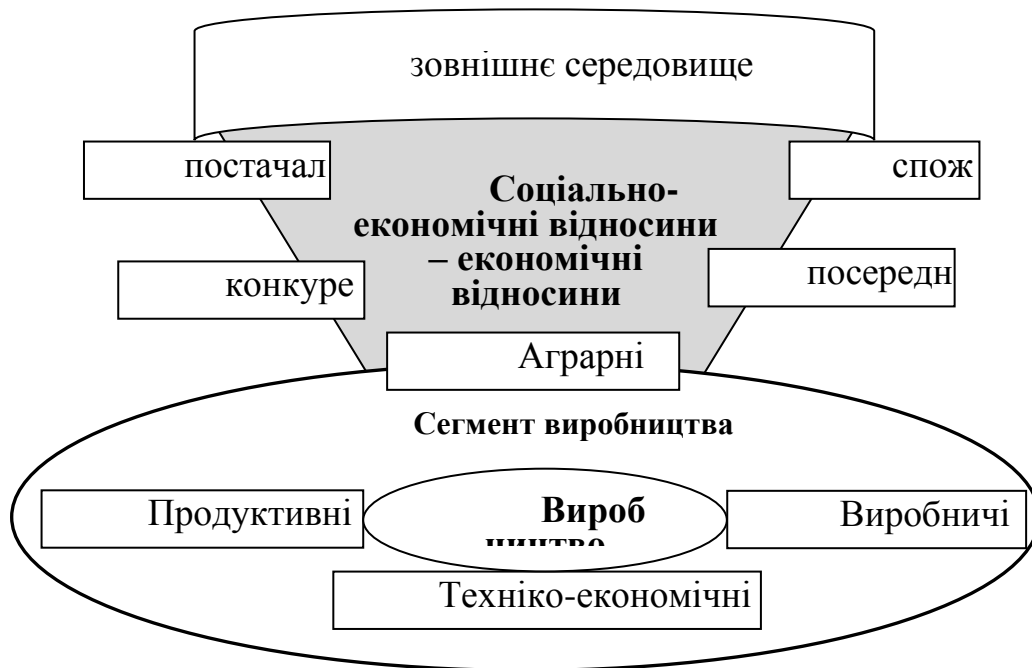 зовнішнє середовище
постачал
спож
Соціально-
економічні відносини
– економічні
відносини
конкуре
посередн
Аграрні
Сегмент виробництва
Продуктивні
Вироб
ництво
Виробничі
Техніко-економічні